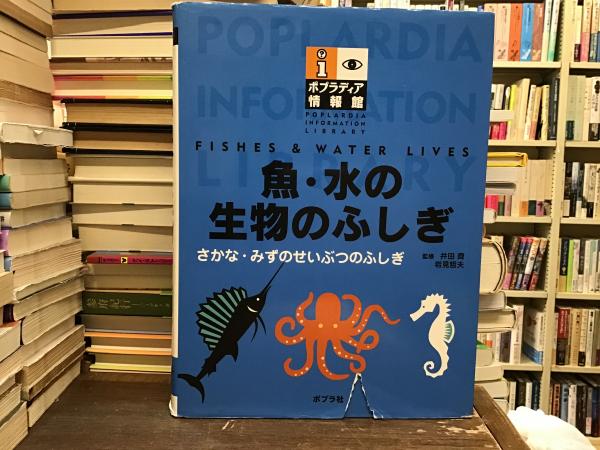 POPLARDIA
INFORMATION
LIBRARY
i
ポプラディア
情報館
POPLARDIA
INFORMATION
LIBRARY
FISHES & WATER LIVES
魚・水の
生物のふしぎ
さかな・みずのせいぶつのふしぎ
監修 井田 齊
岩見哲夫
ポプラ社